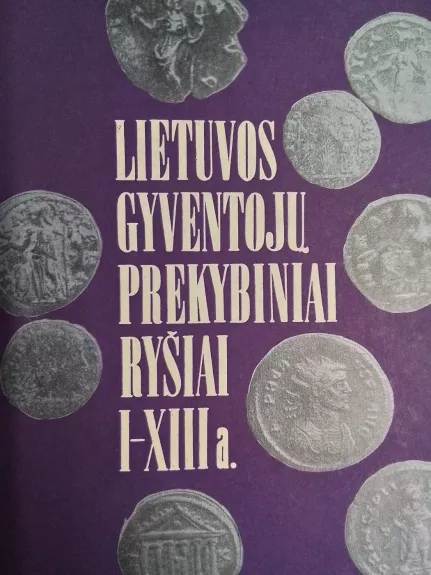 LIETUVOS
GYVENTOJŲ
PREKYBINIAI
RYŠIAI
I–XIII a.